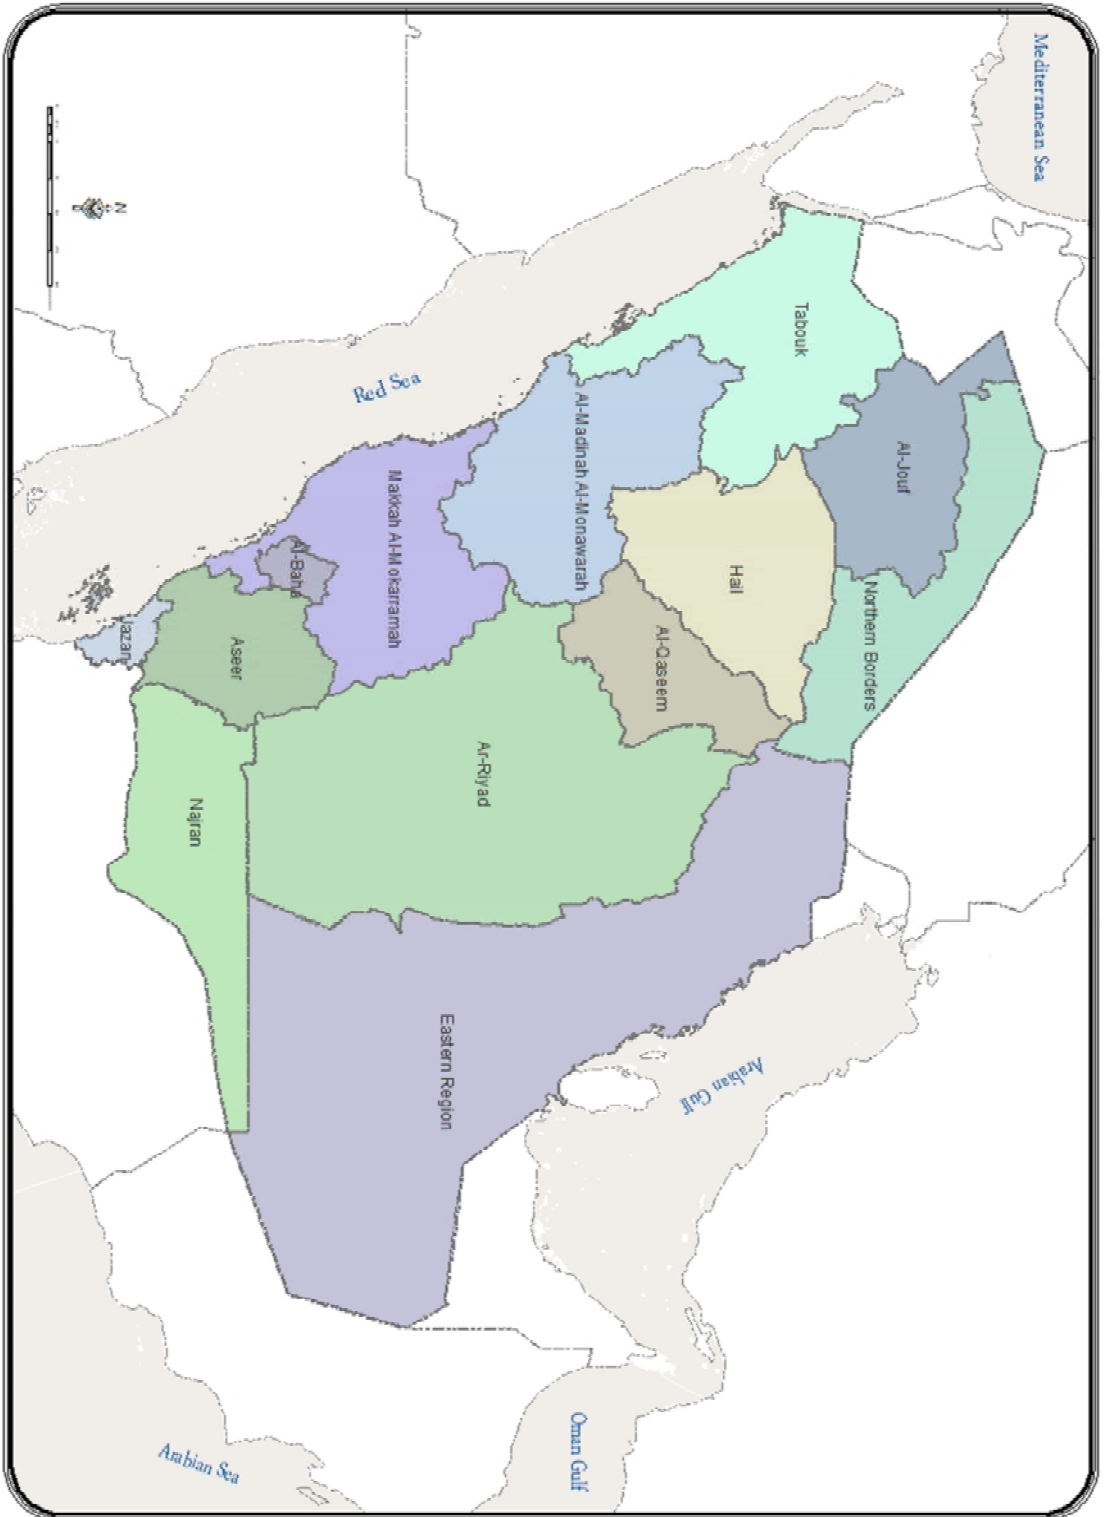 Mediterranean Sea
Tabouk
Al-Jouf
Northern Borders
Hail
Al-Madinah Al-Monawarah
Al-Qaseem
Red Sea
Makkah Al-Mokarramah
Al-Baha
Aseer
Jazan
Ar-Riyad
Najran
Eastern Region
Arabian Gulf
Oman Gulf
Arabian Sea
N